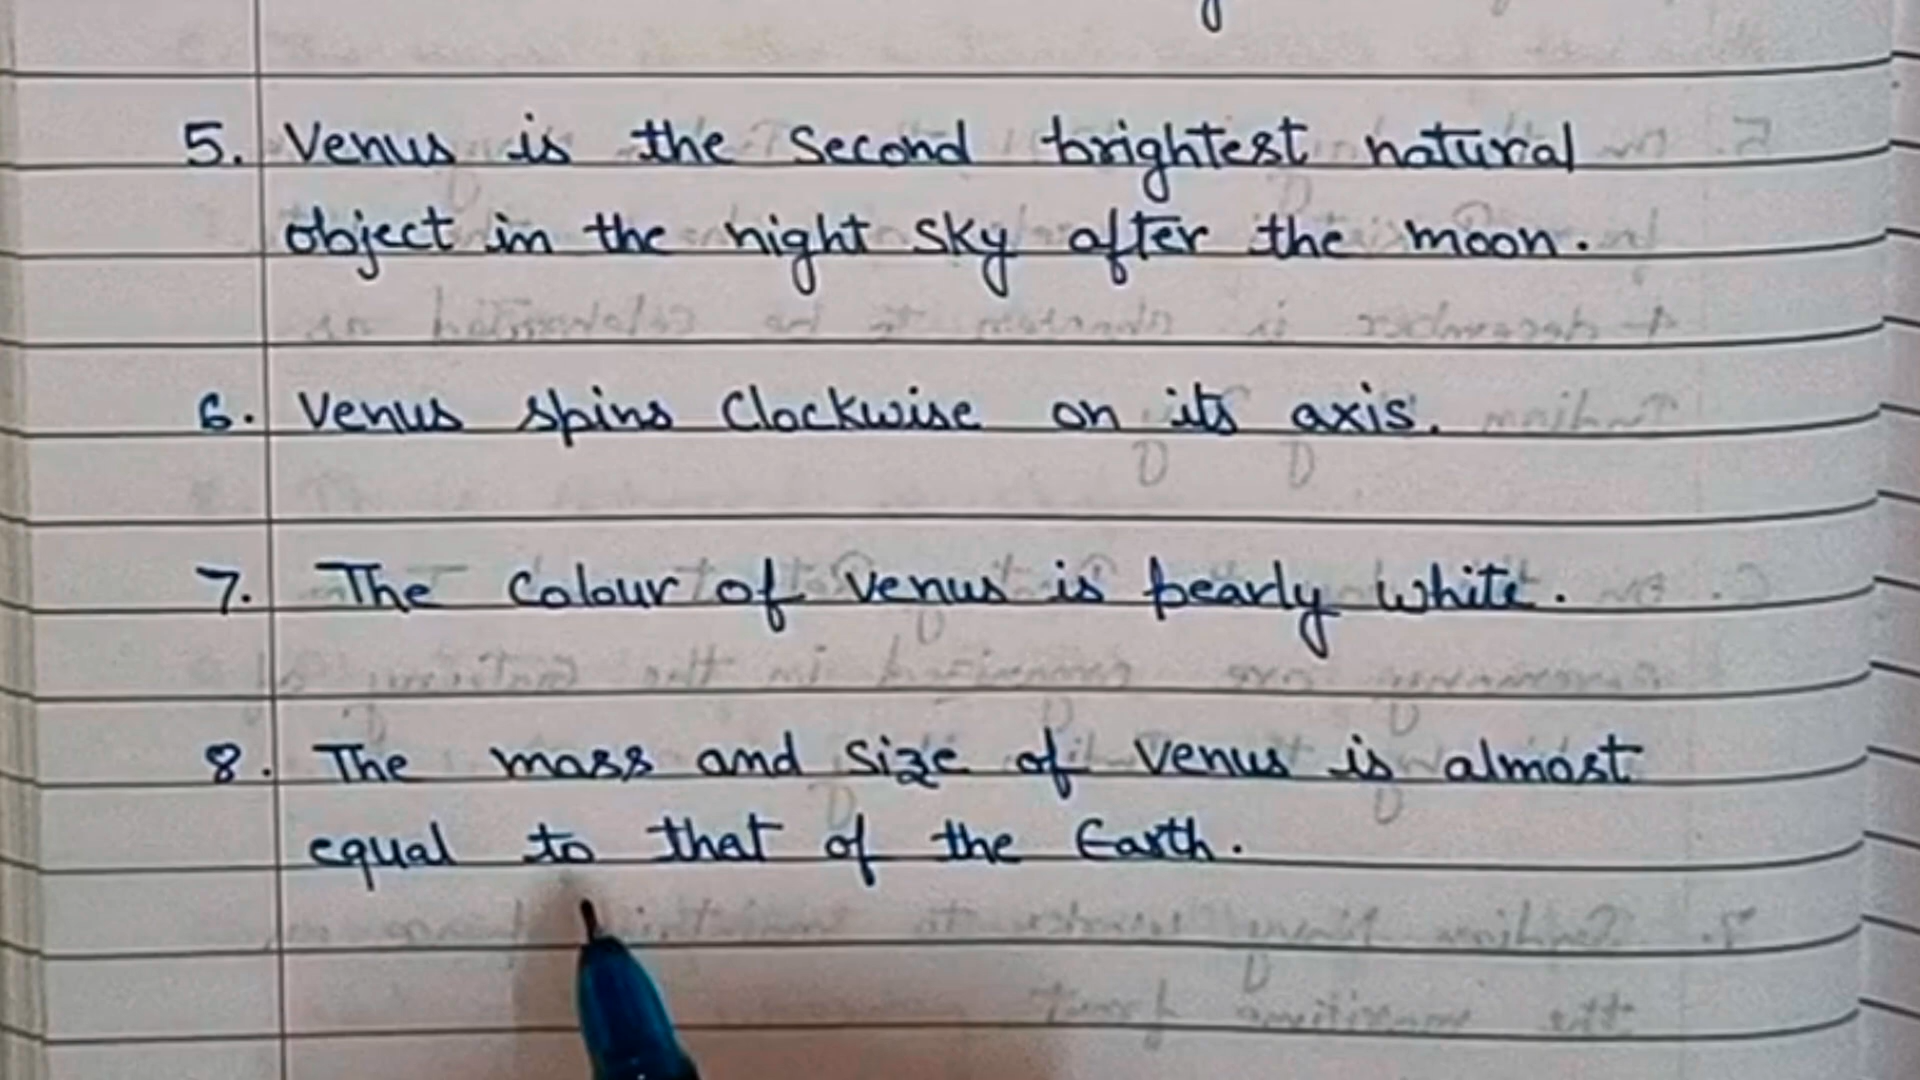 5. Venus is the Second brightest natural
object in the night sky after the moon.
6. Venus spins Clockwise on its axis.
7. The Colour of Venus is pearly White.
8. The mass and size of Venus is almost
equal to that of the Earth.